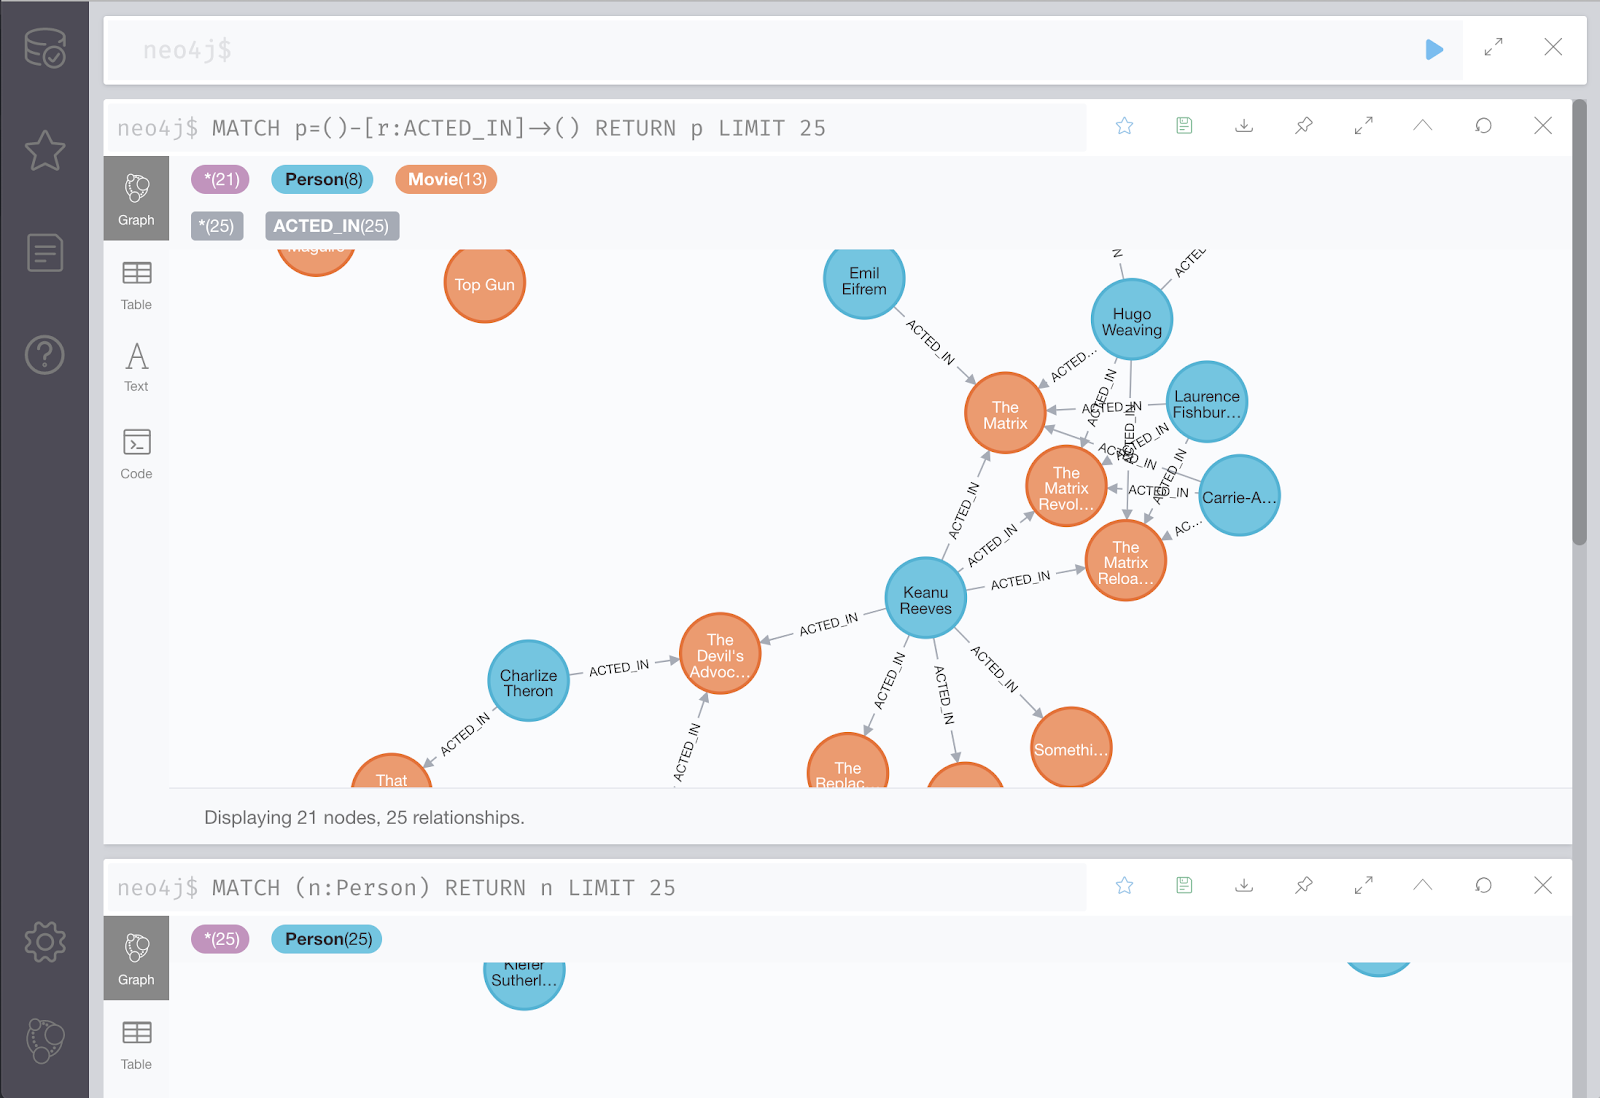 neo4j$
neo4j$ MATCH p=()-[r:ACTED_IN]→() RETURN p LIMIT 25
*(21) Person(8) Movie(13)
*(25) ACTED_IN(25)
Graph
Table
Text
Code
Top Gun
Emil
Eifrem
Hugo
Weaving
Laurence
Fishbur...
Carrie-A...
The
Matrix
The
Matrix
Revol...
The
Matrix
Reloa...
Keanu
Reeves
The
Devil's
Advoc...
Charlize
Theron
That
The
Replac...
Somethi...
ACTED_IN
ACTED...
ACTED_IN
ACTED_IN
ACTED_IN
ACTED_IN
ACTED_IN
ACTED_IN
ACTED_IN
AC...
ACTED_IN
ACTED_IN
ACTED_IN
ACTED_IN
ACTED_IN
ACTED_IN
ACTED_IN
ACTED_IN
ACTED_IN
ACTED_IN
Displaying 21 nodes, 25 relationships.
neo4j$ MATCH (n:Person) RETURN n LIMIT 25
*(25) Person(25)
Graph
Table
Kiefer
Sutherl...